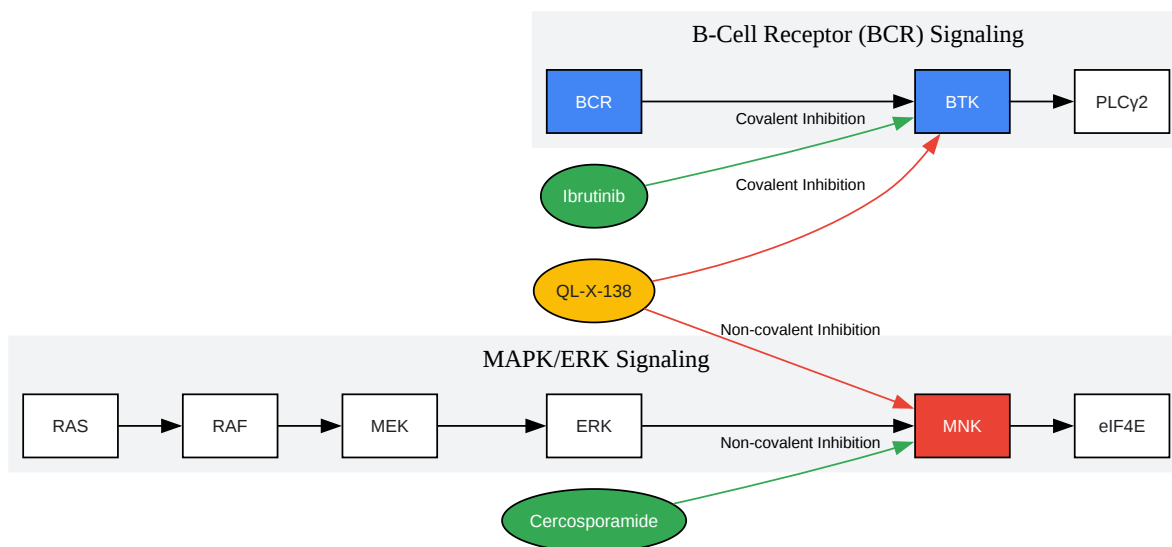 B-Cell Receptor (BCR) Signaling
BCR
BTK
PLCγ2
Covalent Inhibition
Ibrutinib
Covalent Inhibition
QL-X-138
Non-covalent Inhibition
MAPK/ERK Signaling
RAS
RAF
MEK
ERK
MNK
eIF4E
Non-covalent Inhibition
Cercosporamide